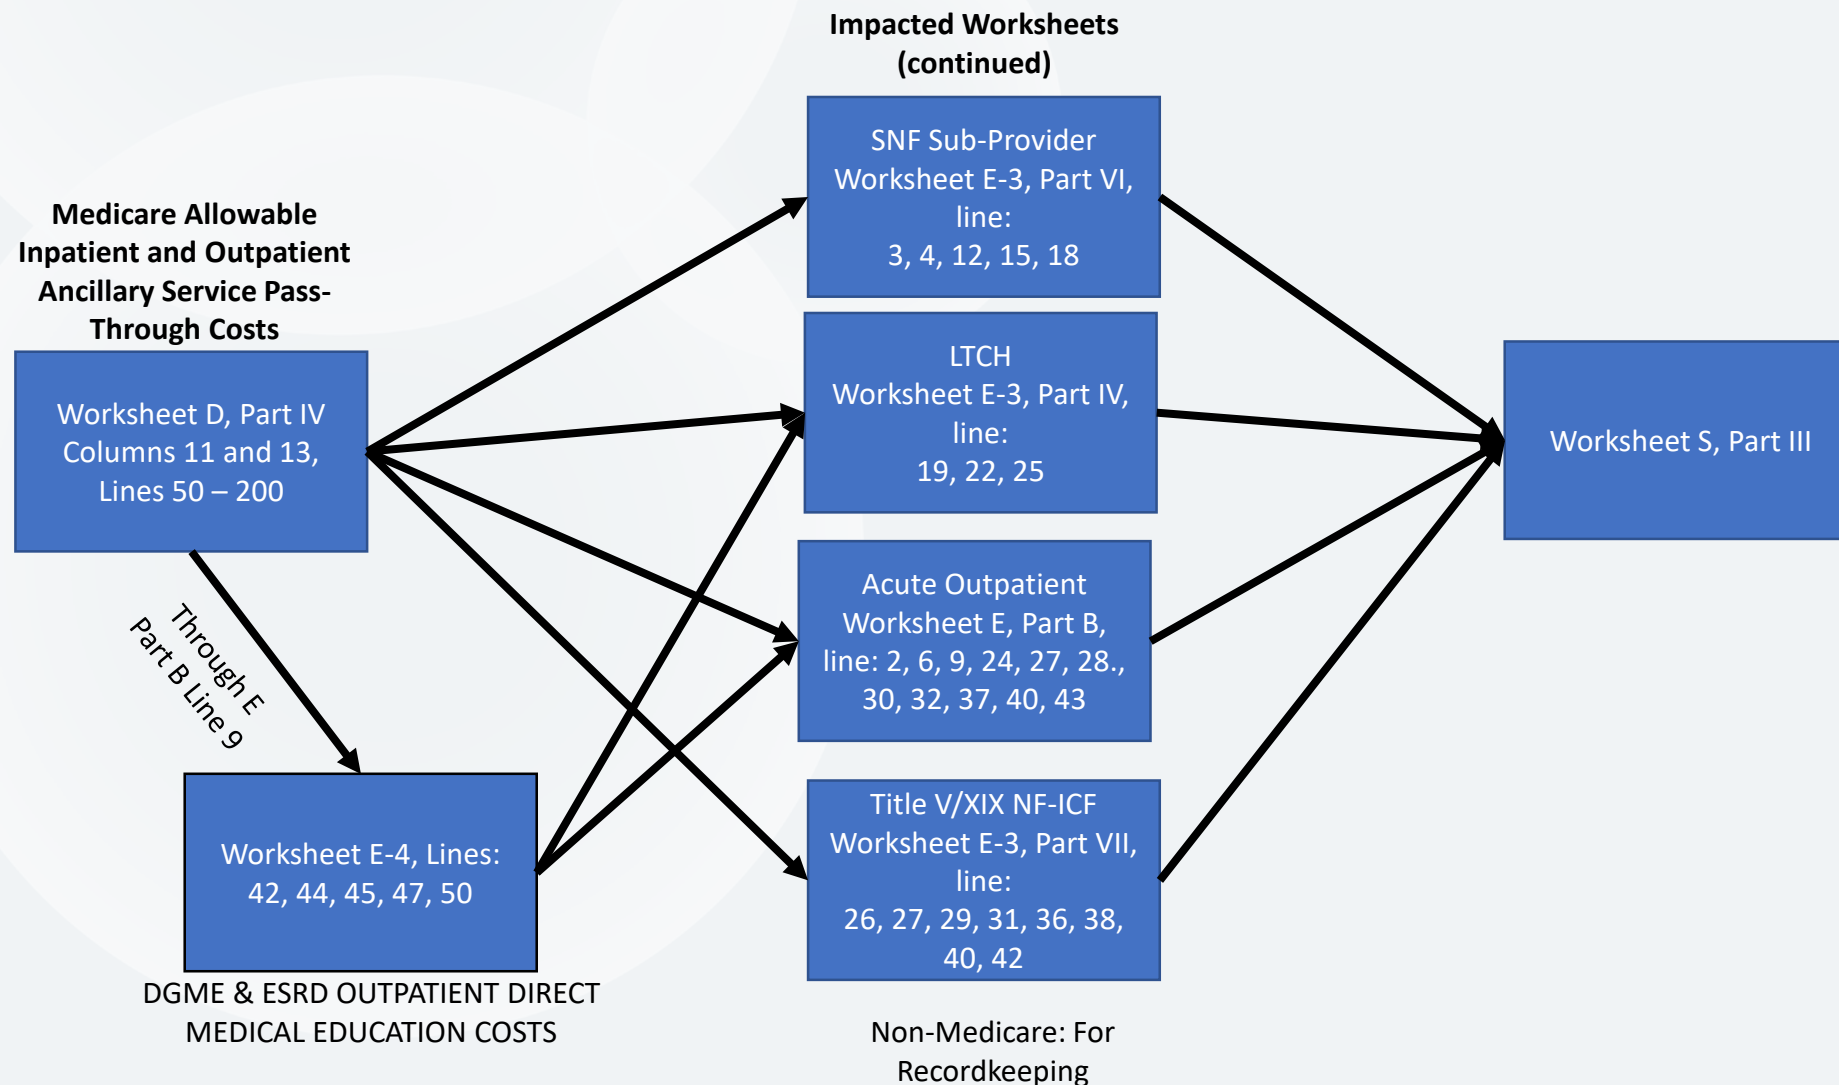 Impacted Worksheets
(continued)
Medicare Allowable
Inpatient and Outpatient
Ancillary Service Pass-
Through Costs
Worksheet D, Part IV
Columns 11 and 13,
Lines 50 – 200
Through E
Part B Line 9
Worksheet E-4, Lines:
42, 44, 45, 47, 50
DGME & ESRD OUTPATIENT DIRECT
MEDICAL EDUCATION COSTS
SNF Sub-Provider
Worksheet E-3, Part VI,
line:
3, 4, 12, 15, 18
LTCH
Worksheet E-3, Part IV,
line:
19, 22, 25
Acute Outpatient
Worksheet E, Part B,
line: 2, 6, 9, 24, 27, 28.,
30, 32, 37, 40, 43
Title V/XIX NF-ICF
Worksheet E-3, Part VII,
line:
26, 27, 29, 31, 36, 38,
40, 42
Non-Medicare: For
Recordkeeping
Worksheet S, Part III